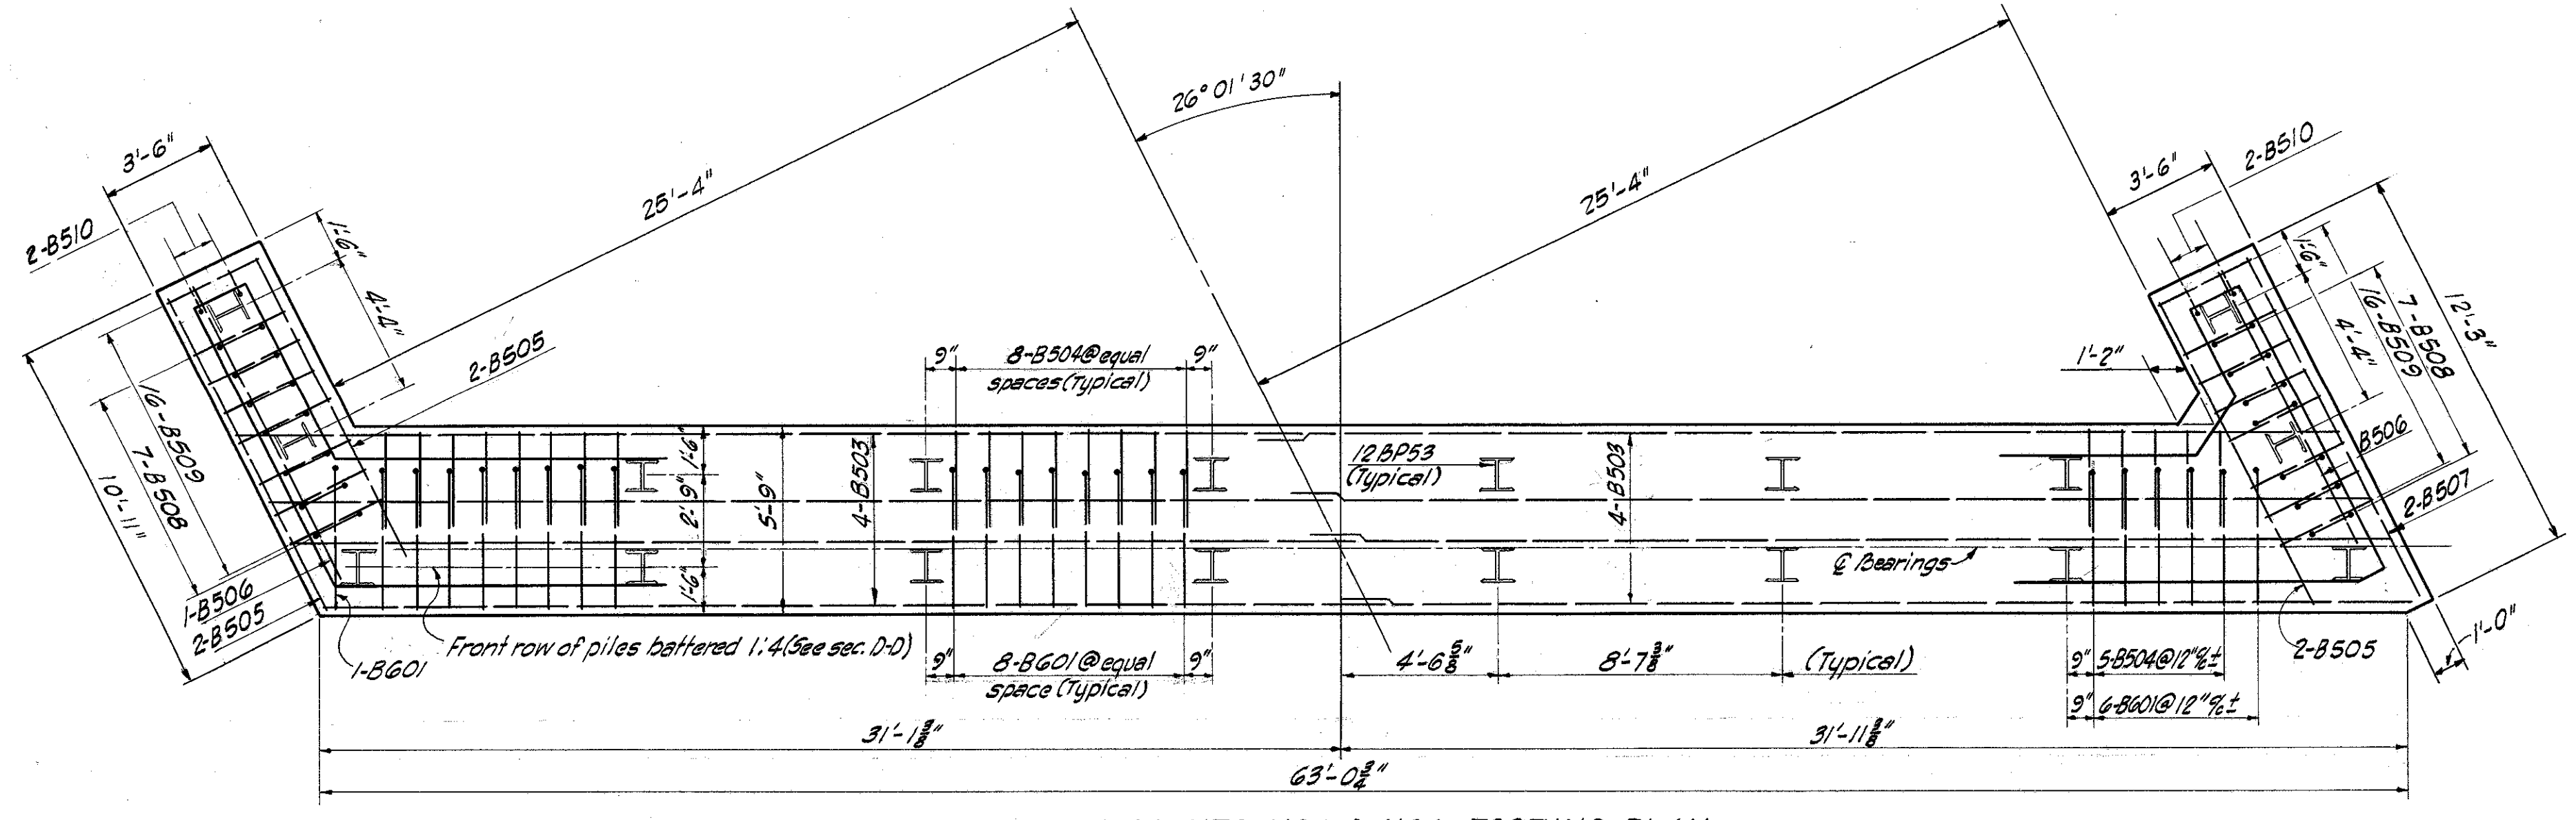 26° 01' 30"
3'-6"
25'-4"
25'-4"
3'-6"
2-B510
2-B510
1'-6"
4'-4"
2-B505
16-B509
7-B508
10'-11"
1-B506
2-B505
1-B601
Front row of piles battered 1:4 (See sec. D-D)
1'-6"
2'-9"
1'-6"
5'-9"
4-B503
9"
8-B504@equal
spaces (Typical)
9"
9"
8-B601@equal
space (Typical)
9"
12BP53
(Typical)
4-B503
℄ Bearings
4'-6⅝"
8'-7⅜"
(Typical)
1'-2"
1'-6"
4'-4"
16-B509
7-B508
12'-3"
B506
2-B507
2-B505
1'-0"
9"
5-B504@12"%±
9"
6-B601@12"%±
31'-1⅜"
31'-11⅜"
63'-0¾"